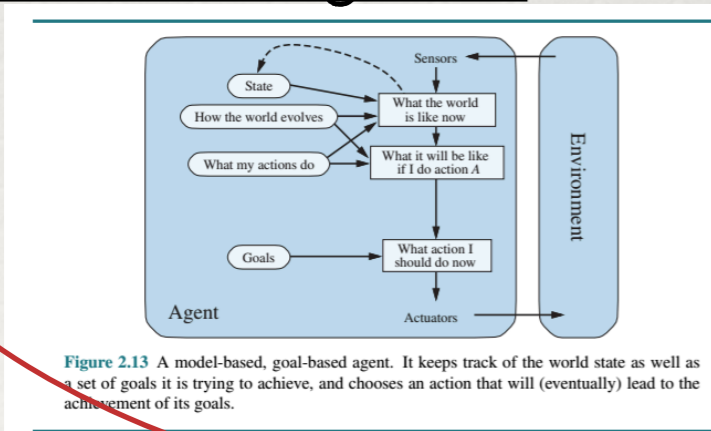 Sensors
State
What the world
is like now
How the world evolves
What it will be like
if I do action A
What my actions do
Environment
What action I
should do now
Goals
Agent
Actuators
Figure 2.13 A model-based, goal-based agent. It keeps track of the world state as well as
a set of goals it is trying to achieve, and chooses an action that will (eventually) lead to the
achievement of its goals.